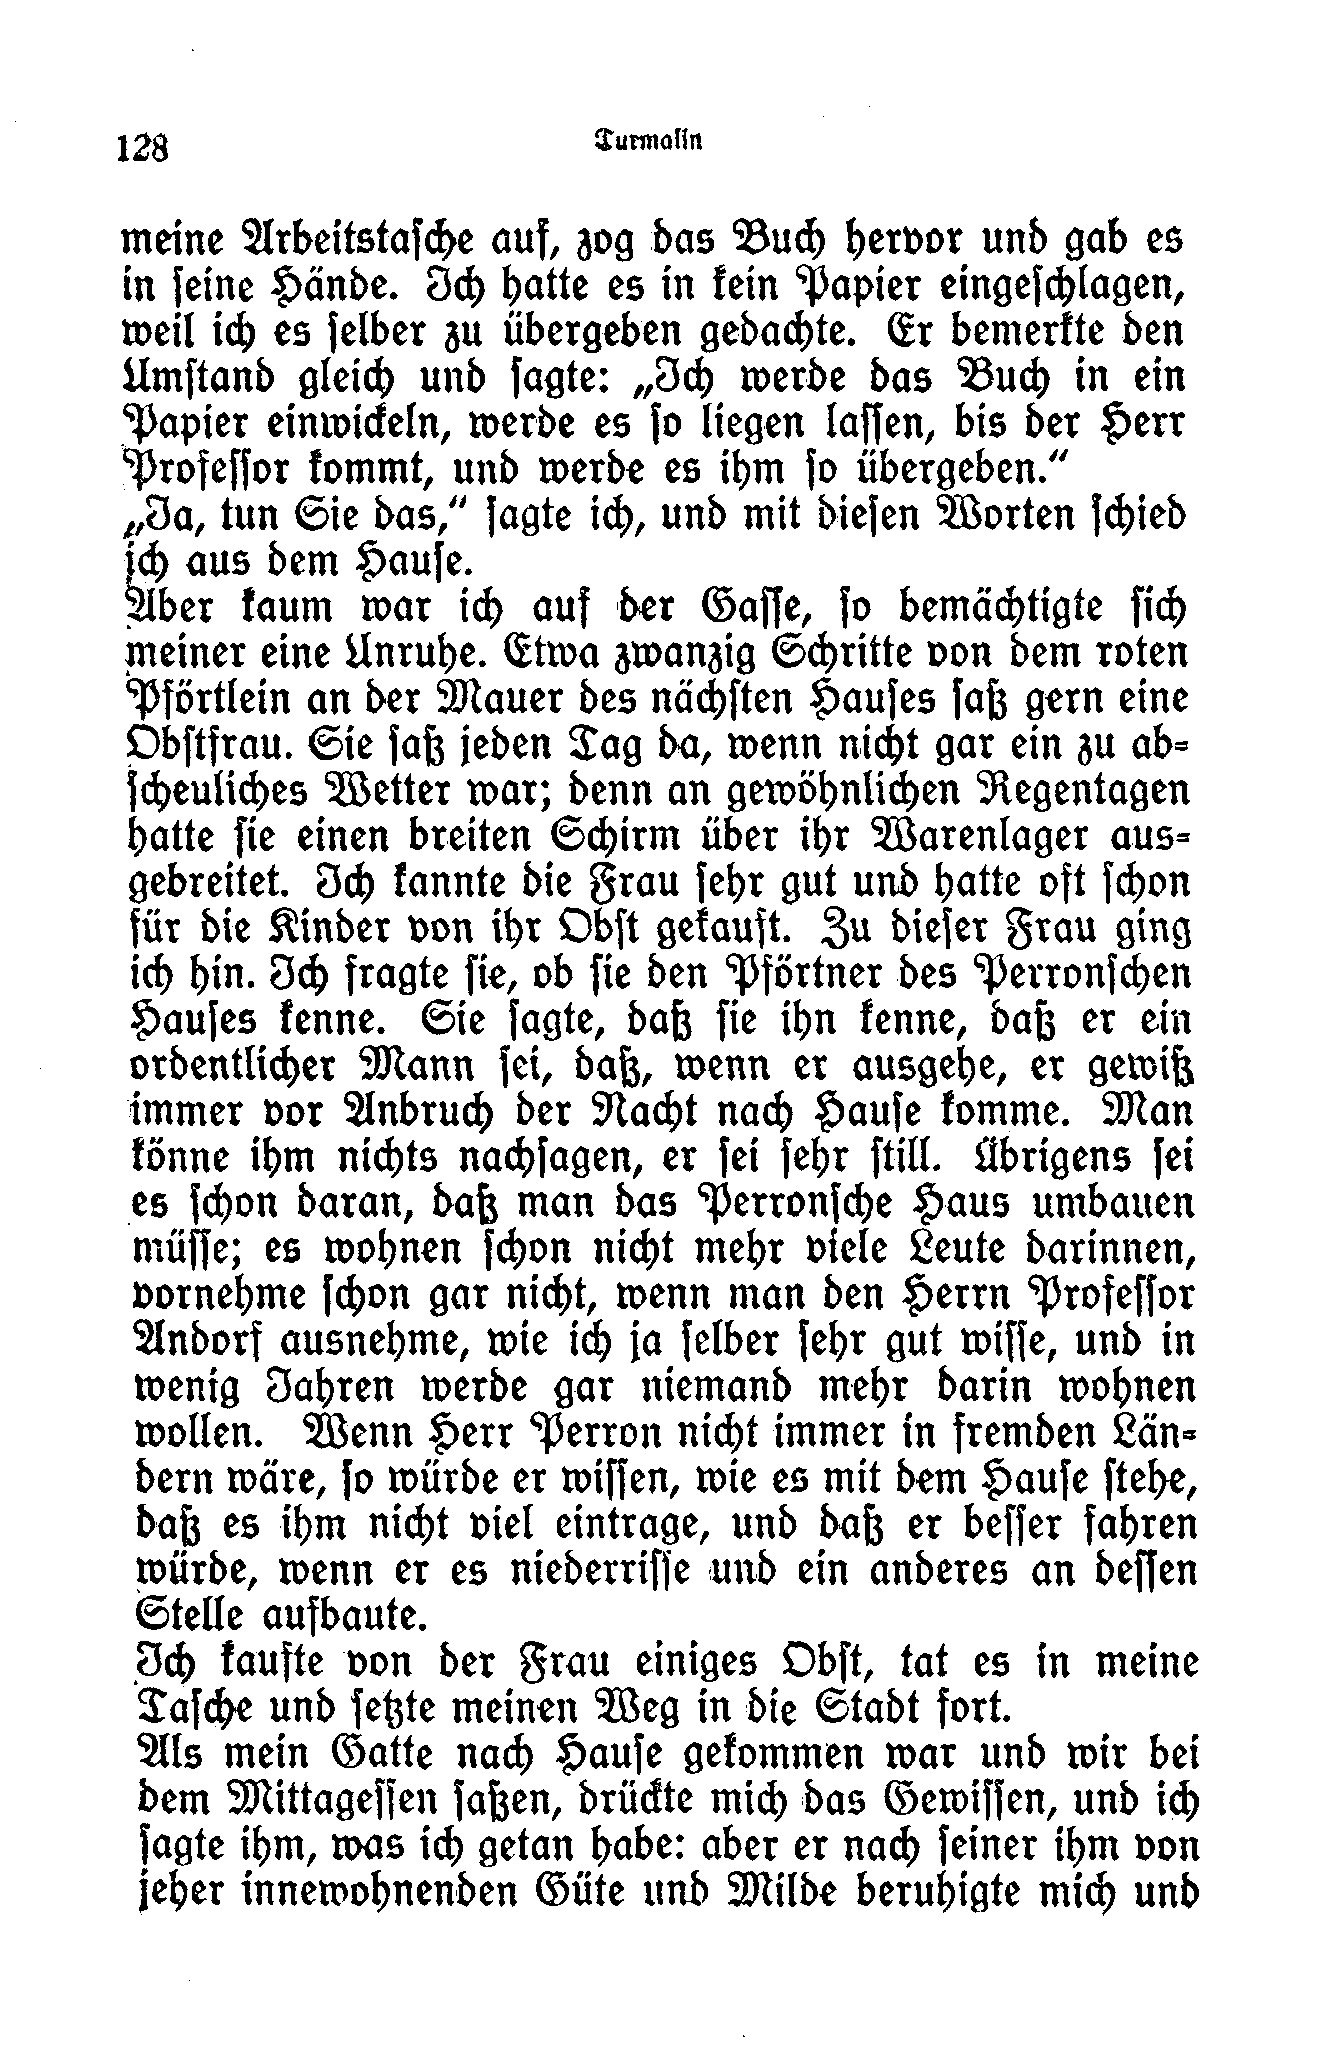 128 Turmalin
meine Arbeitstasche auf, zog das Buch hervor und gab es
in seine Hände. Ich hatte es in kein Papier eingeschlagen,
weil ich es selber zu übergeben gedachte. Er bemerkte den
Umstand gleich und sagte: „Ich werde das Buch in ein
Papier einwickeln, werde es so liegen lassen, bis der Herr
Professor kommt, und werde es ihm so übergeben.“
„Ja, tun Sie das,“ sagte ich, und mit diesen Worten schied
ich aus dem Hause.
Aber kaum war ich auf der Gasse, so bemächtigte sich
meiner eine Unruhe. Etwa zwanzig Schritte von dem roten
Pförtlein an der Mauer des nächsten Hauses saß gern eine
Obstfrau. Sie saß jeden Tag da, wenn nicht gar ein zu ab-
scheuliches Wetter war; denn an gewöhnlichen Regentagen
hatte sie einen breiten Schirm über ihr Warenlager aus-
gebreitet. Ich kannte die Frau sehr gut und hatte oft schon
für die Kinder von ihr Obst gekauft. Zu dieser Frau ging
ich hin. Ich fragte sie, ob sie den Pförtner des Perronschen
Hauses kenne. Sie sagte, daß sie ihn kenne, daß er ein
ordentlicher Mann sei, daß, wenn er ausgehe, er gewiß
immer vor Anbruch der Nacht nach Hause komme. Man
könne ihm nichts nachsagen, er sei sehr still. Übrigens sei
es schon daran, daß man das Perronsche Haus umbauen
müsse; es wohnen schon nicht mehr viele Leute darinnen,
vornehme schon gar nicht, wenn man den Herrn Professor
Andorf ausnehme, wie ich ja selber sehr gut wisse, und in
wenig Jahren werde gar niemand mehr darin wohnen
wollen. Wenn Herr Perron nicht immer in fremden Län-
dern wäre, so würde er wissen, wie es mit dem Hause stehe,
daß es ihm nicht viel eintrage, und daß er besser fahren
würde, wenn er es niederrisse und ein anderes an dessen
Stelle aufbaute.
Ich kaufte von der Frau einiges Obst, tat es in meine
Tasche und setzte meinen Weg in die Stadt fort.
Als mein Gatte nach Hause gekommen war und wir bei
dem Mittagessen saßen, drückte mich das Gewissen, und ich
sagte ihm, was ich getan habe: aber er nach seiner ihm von
jeher innewohnenden Güte und Milde beruhigte mich und